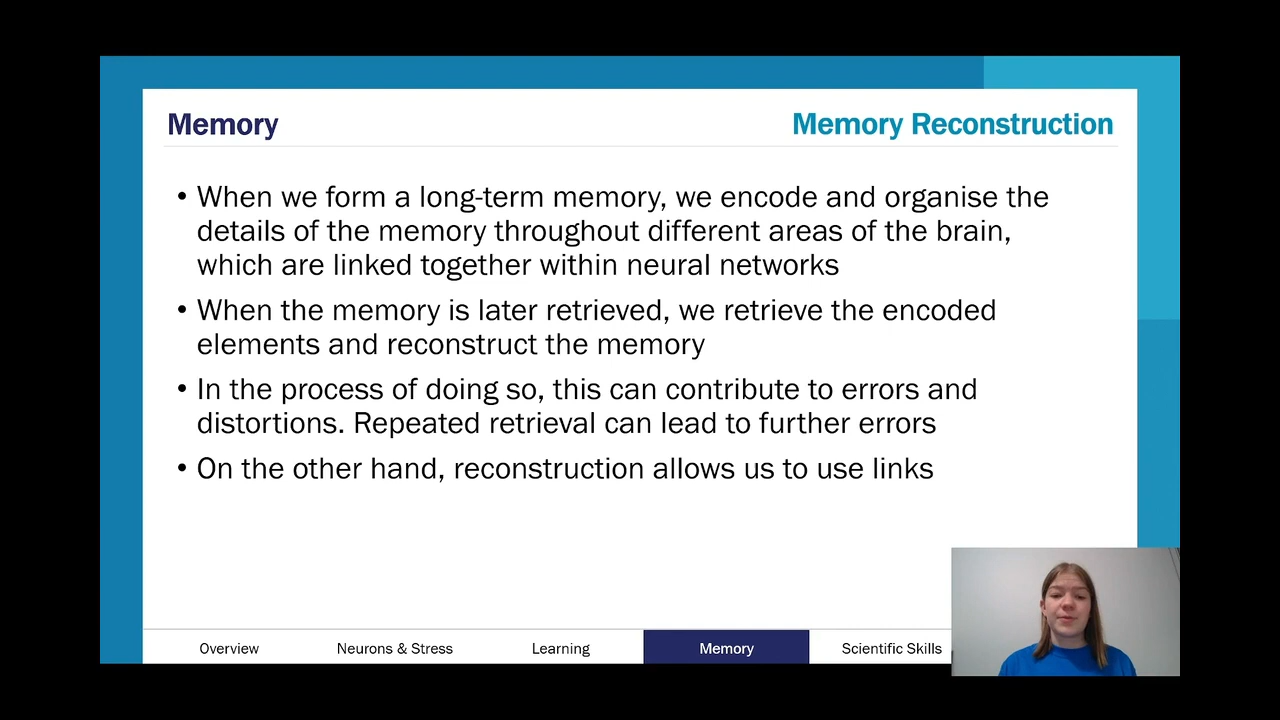 Memory
Memory Reconstruction
• When we form a long-term memory, we encode and organise the
details of the memory throughout different areas of the brain,
which are linked together within neural networks
• When the memory is later retrieved, we retrieve the encoded
elements and reconstruct the memory
• In the process of doing so, this can contribute to errors and
distortions. Repeated retrieval can lead to further errors
• On the other hand, reconstruction allows us to use links
Overview
Neurons & Stress
Learning
Memory
Scientific Skills